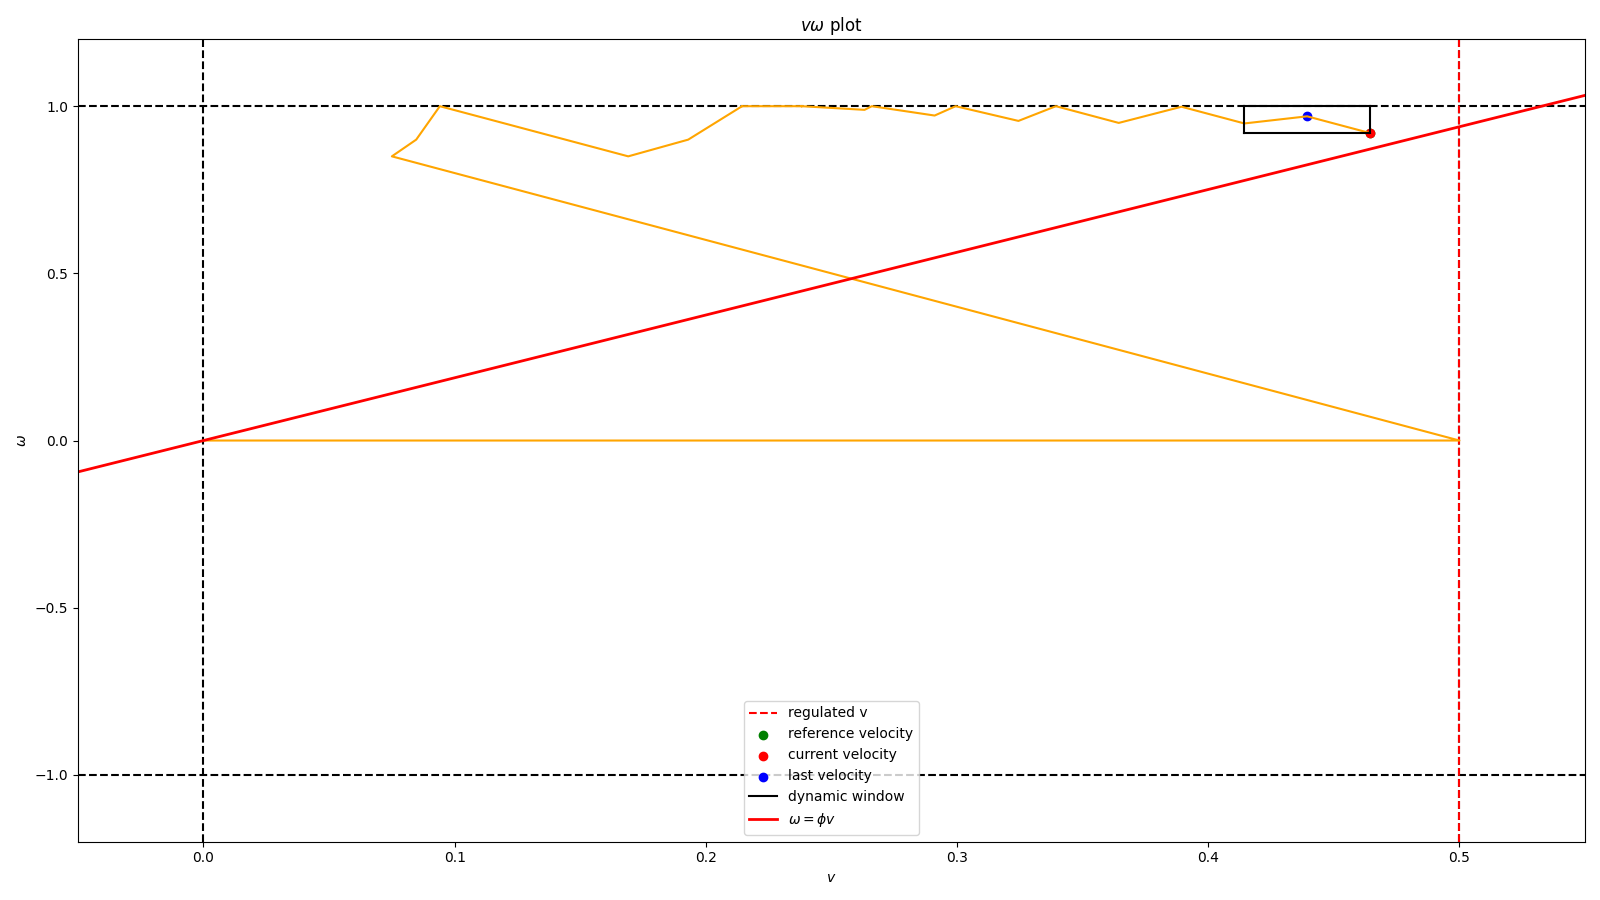 vω plot
1.0
0.5
0.0
−0.5
−1.0
ω
0.0 0.1 0.2 0.3 0.4 0.5
v
regulated v
reference velocity
current velocity
last velocity
dynamic window
ω = ϕv